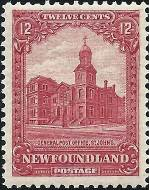 TWELVE CENTS
12 12
GENERAL POST OFFICE, ST. JOHN'S.
NEWFOUNDLAND
POSTAGE